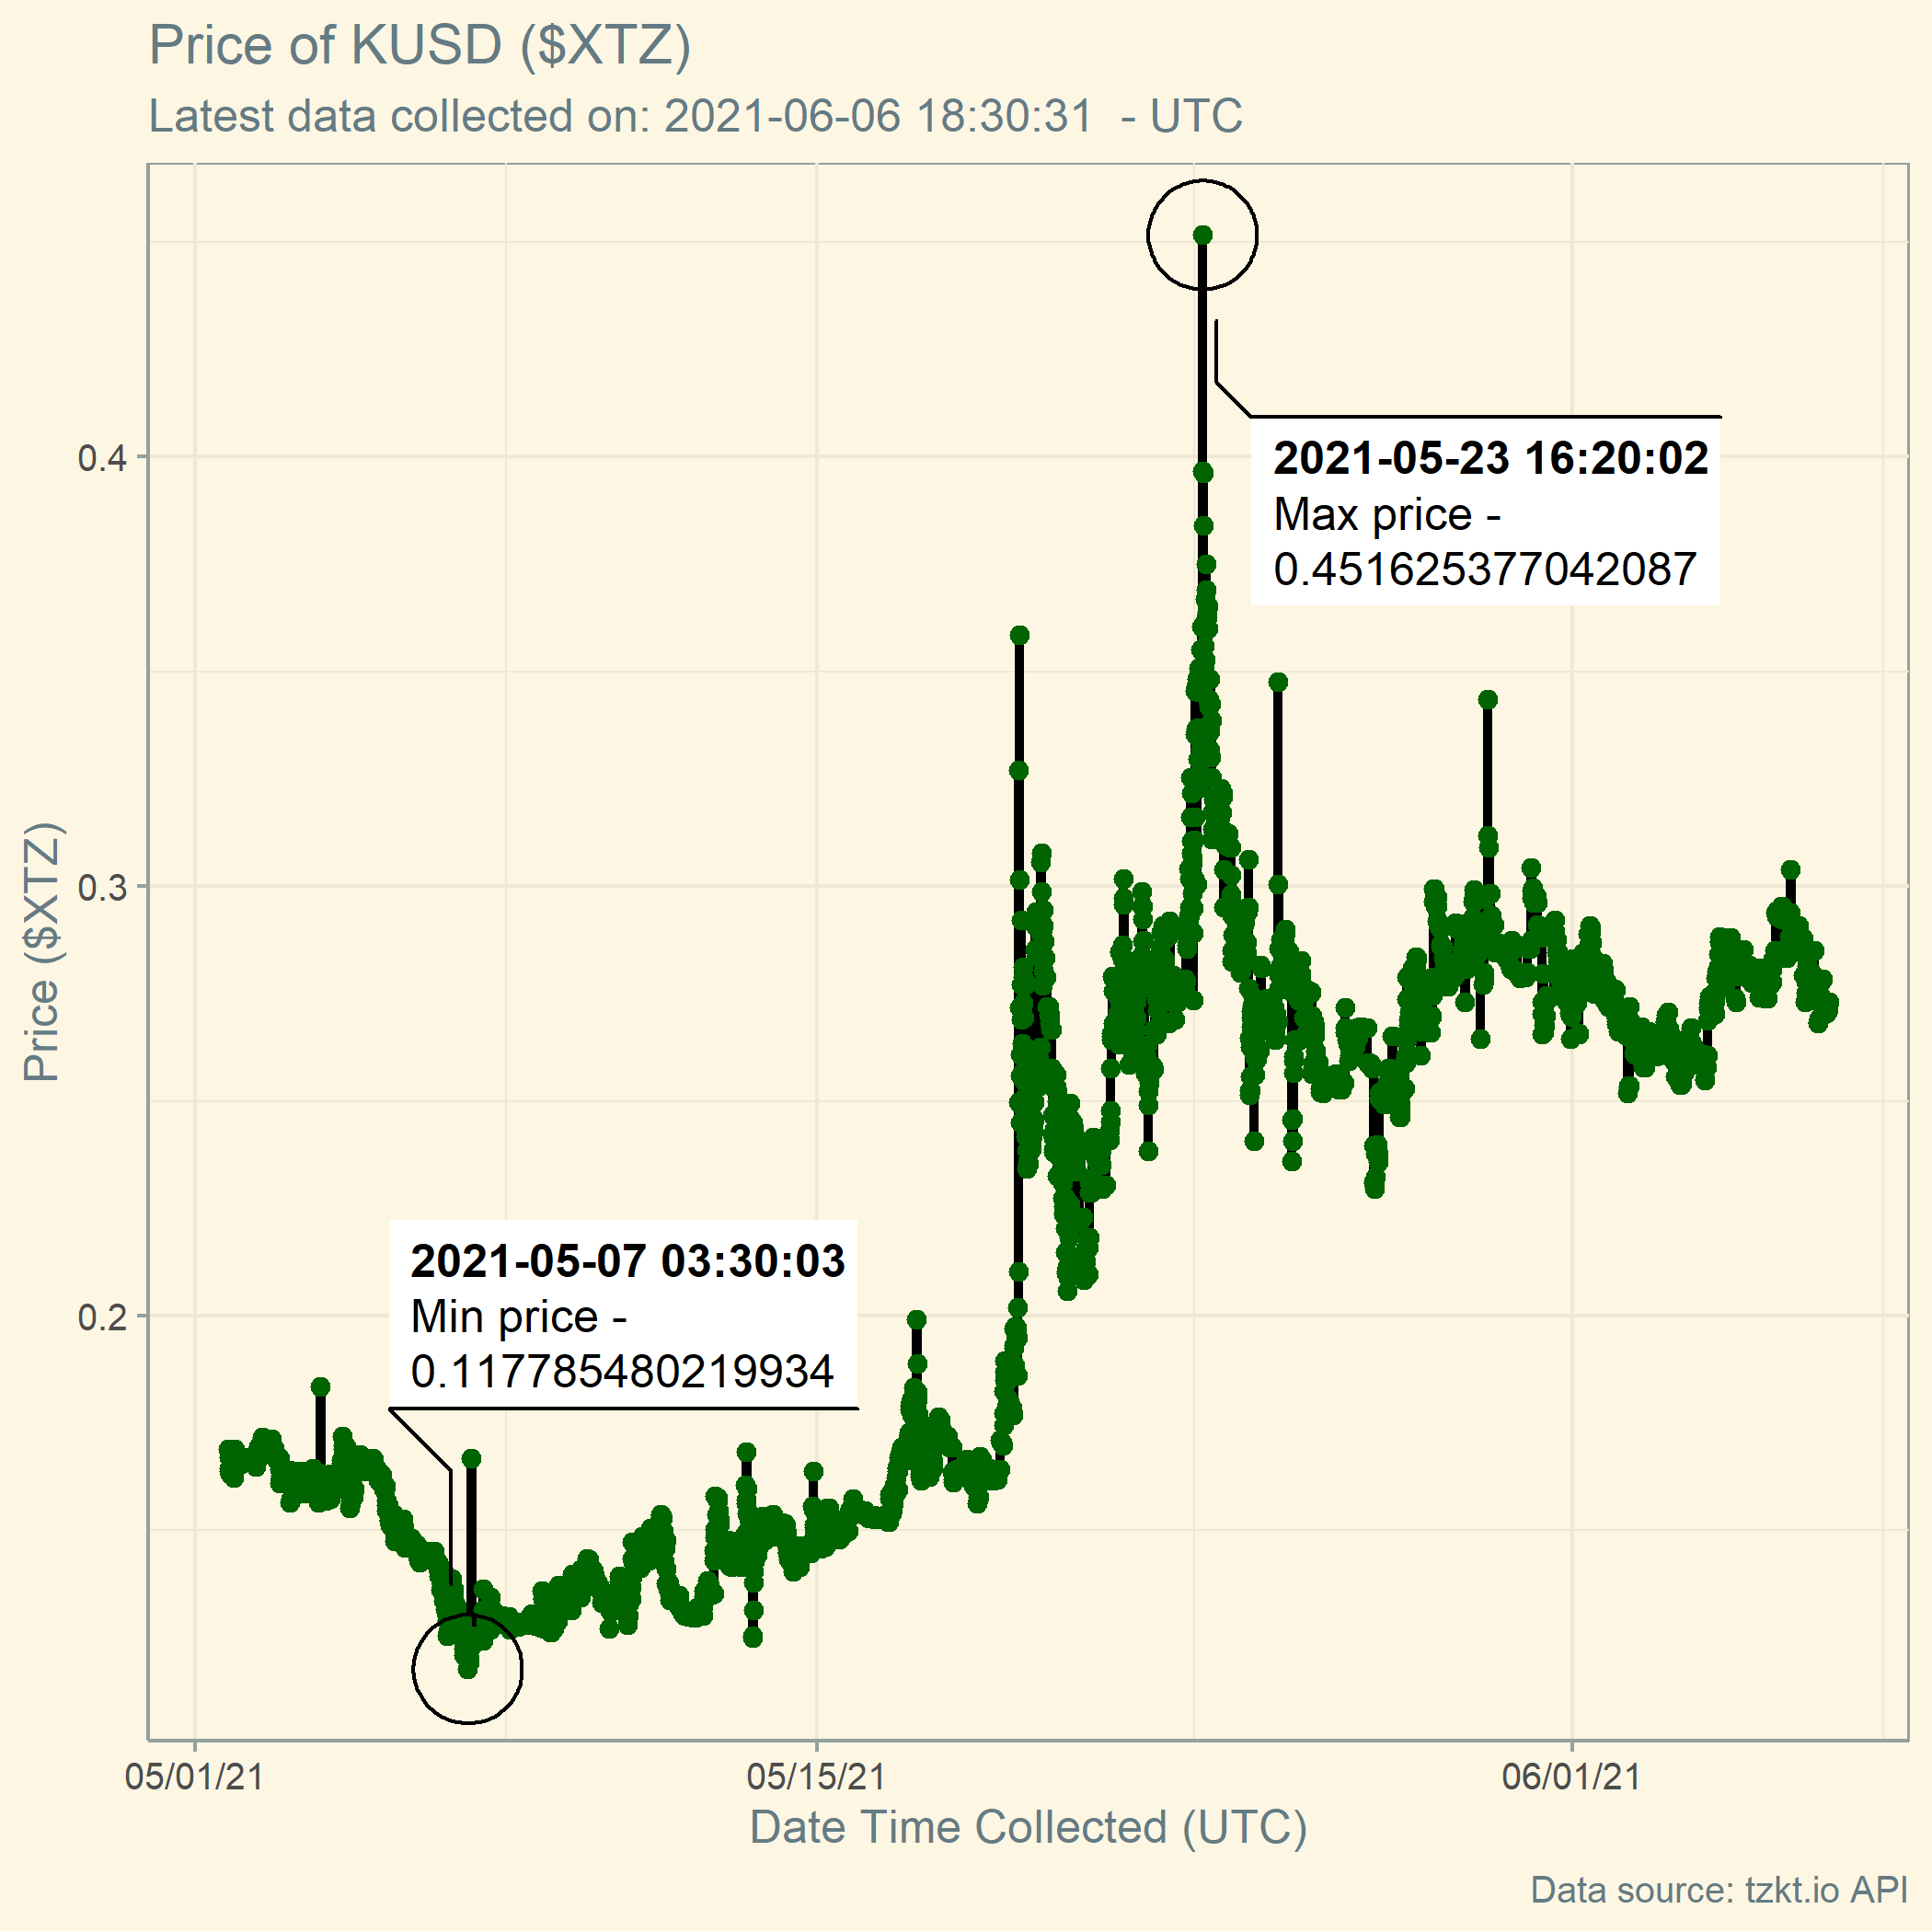 Price of KUSD ($XTZ)
Latest data collected on: 2021-06-06 18:30:31  - UTC
2021-05-23 16:20:02
Max price -
0.451625377042087
2021-05-07 03:30:03
Min price -
0.117785480219934
0.4
0.3
0.2
Price ($XTZ)
05/01/21
05/15/21
06/01/21
Date Time Collected (UTC)
Data source: tzkt.io API